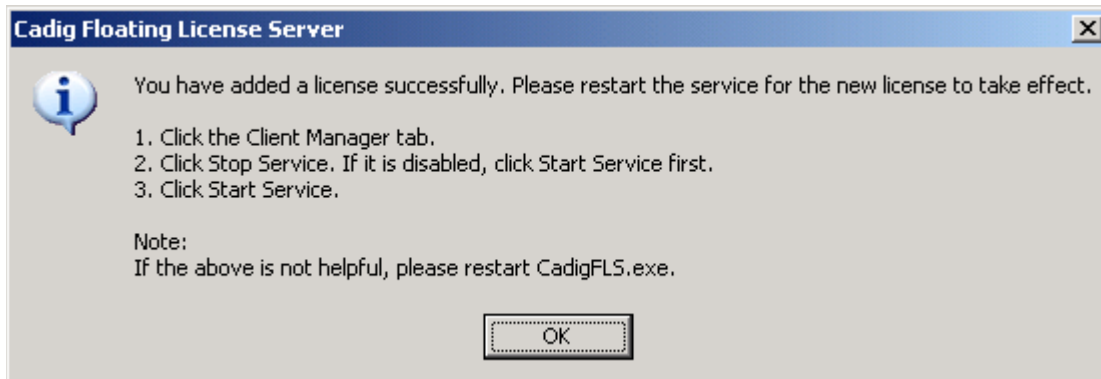 Cadig Floating License Server
You have added a license successfully. Please restart the service for the new license to take effect.
1. Click the Client Manager tab.
2. Click Stop Service. If it is disabled, click Start Service first.
3. Click Start Service.
Note:
If the above is not helpful, please restart CadigFLS.exe.
OK